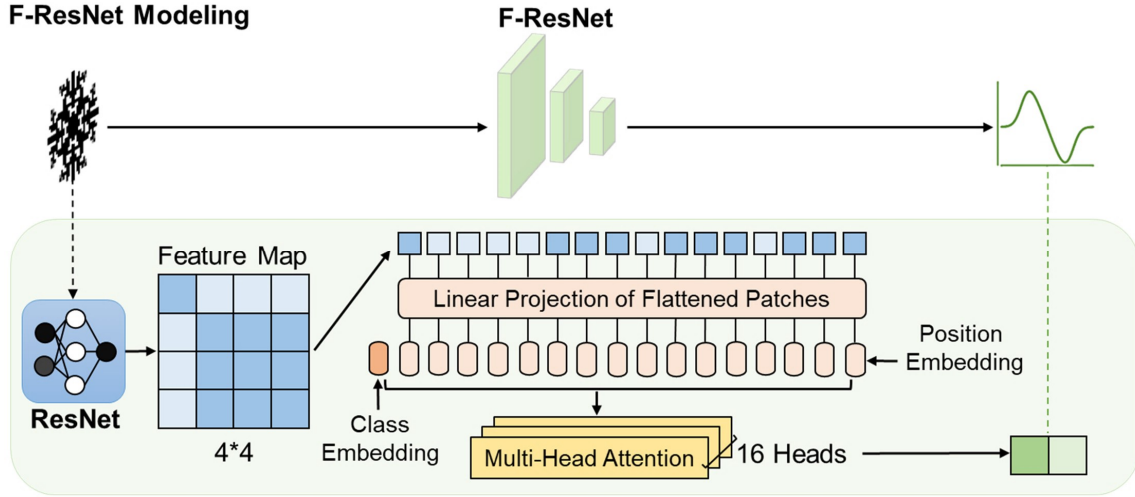 F-ResNet Modeling
F-ResNet
Feature Map
Linear Projection of Flattened Patches
Position
Embedding
ResNet
4*4
Class
Embedding
Multi-Head Attention
16 Heads